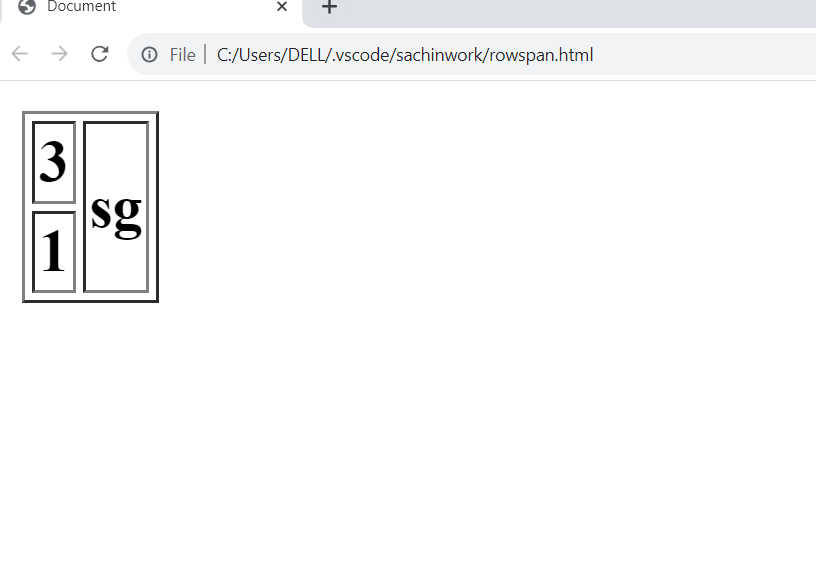 Document
File
C:/Users/DELL/.vscode/sachinwork/rowspan.html
3
sg
1